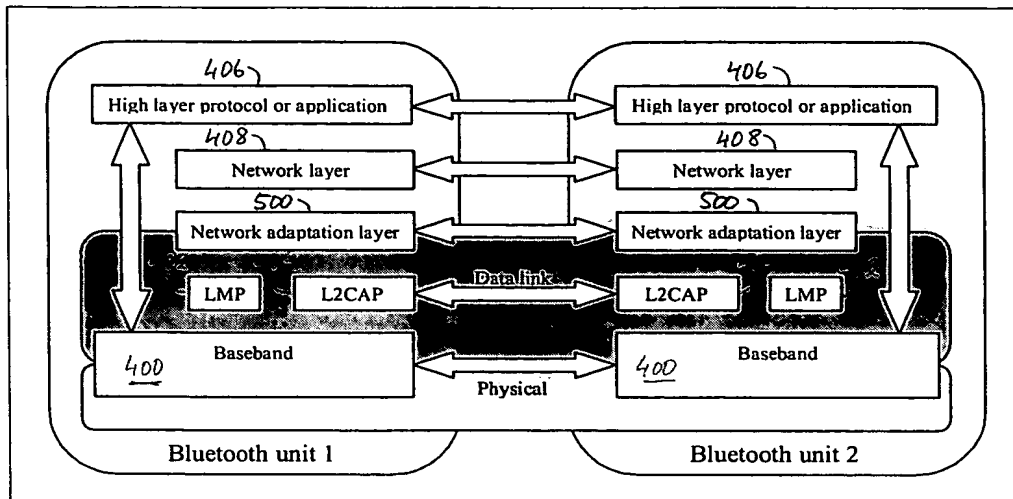 406 406
High layer protocol or application High layer protocol or application
408 408
Network layer Network layer
500 500
Network adaptation layer Network adaptation layer
Data link
LMP L2CAP L2CAP LMP
Baseband Baseband
400 400
Physical
Bluetooth unit 1 Bluetooth unit 2